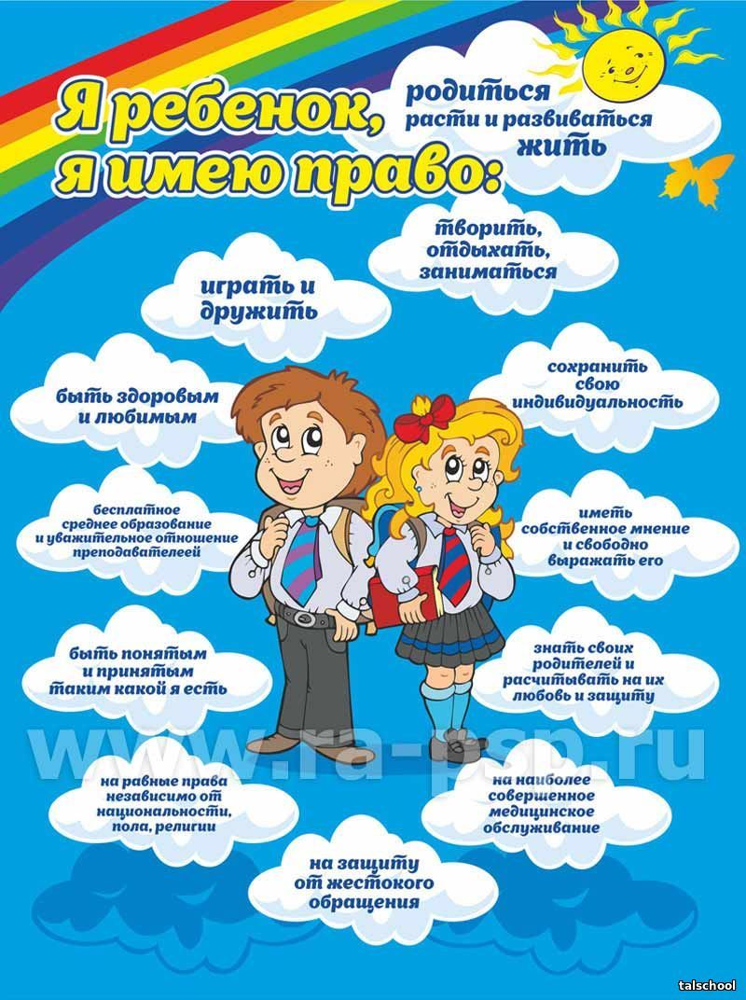 Я ребенок,
я имею право:
родиться
расти и развиваться
жить
творить,
отдыхать,
заниматься
играть и
дружить
быть здоровым
и любимым
сохранить
свою
индивидуальность
бесплатное
среднее образование
и уважительное отношение
преподавателеей
иметь
собственное мнение
и свободно
выражать его
быть понятым
и принятым
таким какой я есть
знать своих
родителей и
расчитывать на их
любовь и защиту
www.ra-psp.ru
на равные права
независимо от
национальности,
пола, религии
на наиболее
совершенное
медицинское
обслуживание
на защиту
от жестокого
обращения
talschool